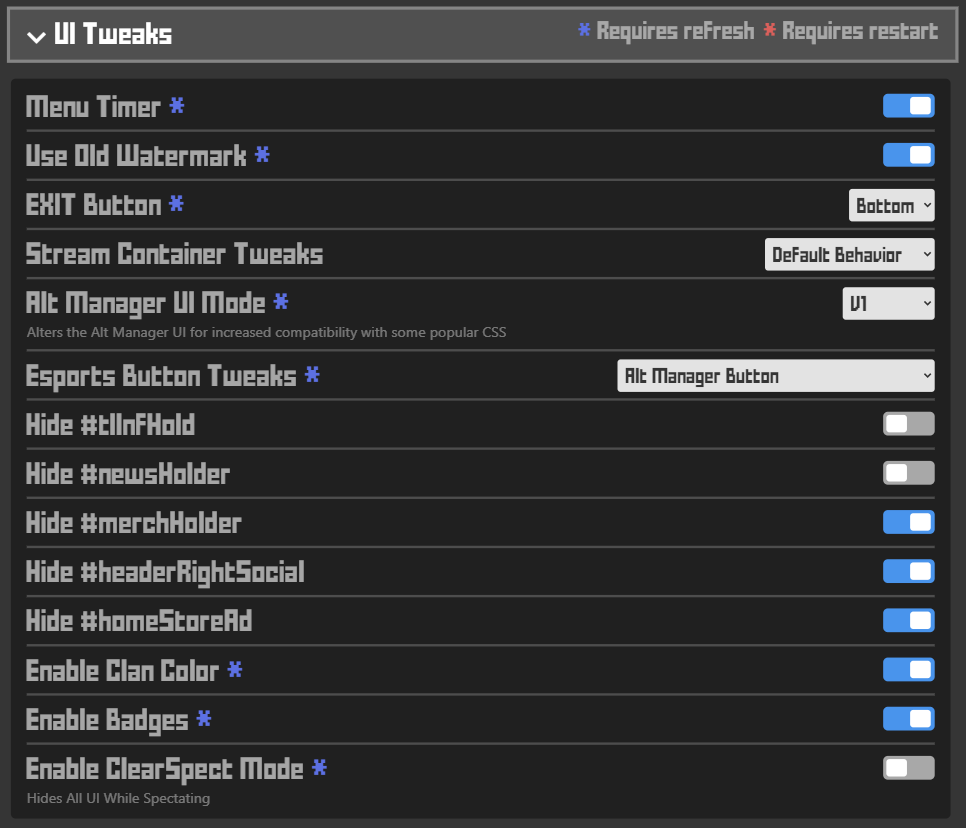 UI Tweaks * Requires refresh * Requires restart
Menu Timer *
Use Old Watermark *
EXIT Button * Bottom
Stream Container Tweaks Default Behavior
Alt Manager UI Mode * V1
Alters the Alt Manager UI for increased compatibility with some popular CSS
Esports Button Tweaks * Alt Manager Button
Hide #tlInfHold
Hide #newsHolder
Hide #merchHolder
Hide #headerRightSocial
Hide #homeStoreAd
Enable Clan Color *
Enable Badges *
Enable ClearSpect Mode *
Hides All UI While Spectating